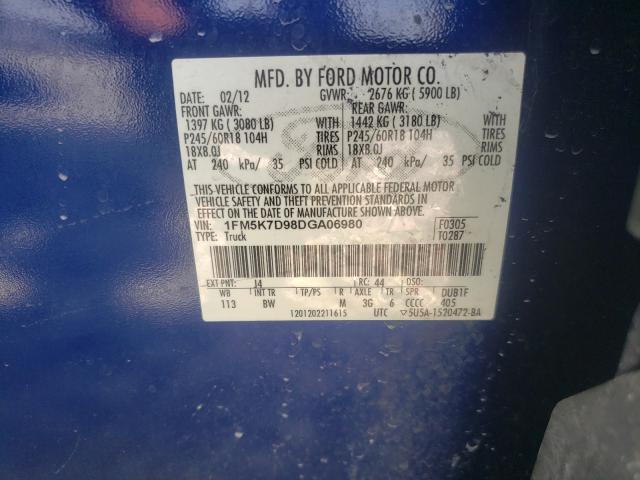 MFD. BY FORD MOTOR CO.
DATE: 02/12 GVWR: 2676 KG ( 5900 LB)
FRONT GAWR: REAR GAWR:
1397 KG ( 3080 LB) WITH 1442 KG ( 3180 LB) WITH
P245/60R18 104H TIRES P245/60R18 104H TIRES
18X8.0J RIMS 18X8.0J RIMS
AT 240 kPa/ 35 PSI COLD AT 240 kPa/ 35 PSI COLD
THIS VEHICLE CONFORMS TO ALL APPLICABLE FEDERAL MOTOR
VEHICLE SAFETY AND THEFT PREVENTION STANDARDS IN
EFFECT ON THE DATE OF MANUFACTURE SHOWN ABOVE.
VIN: 1FM5K7D98DGA06980 F0305
TYPE: Truck T0287
EXT PNT: J4 RC: 44 DSO:
WB INT TR TP/PS R AXLE TR SPR DUB1F
113 BW M 3G 6 CCCC 405
1201202211615 UTC ▽5U5A-1520472-BA